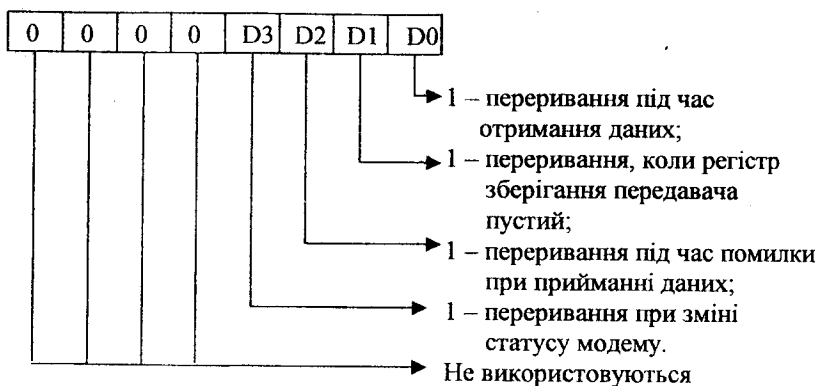 0 0 0 0 D3 D2 D1 D0
1 – переривання під час
отримання даних;
1 – переривання, коли регістр
зберігання передавача
пустий;
1 – переривання під час помилки
при прийманні даних;
1 – переривання при зміні
статусу модему.
Не використовуються